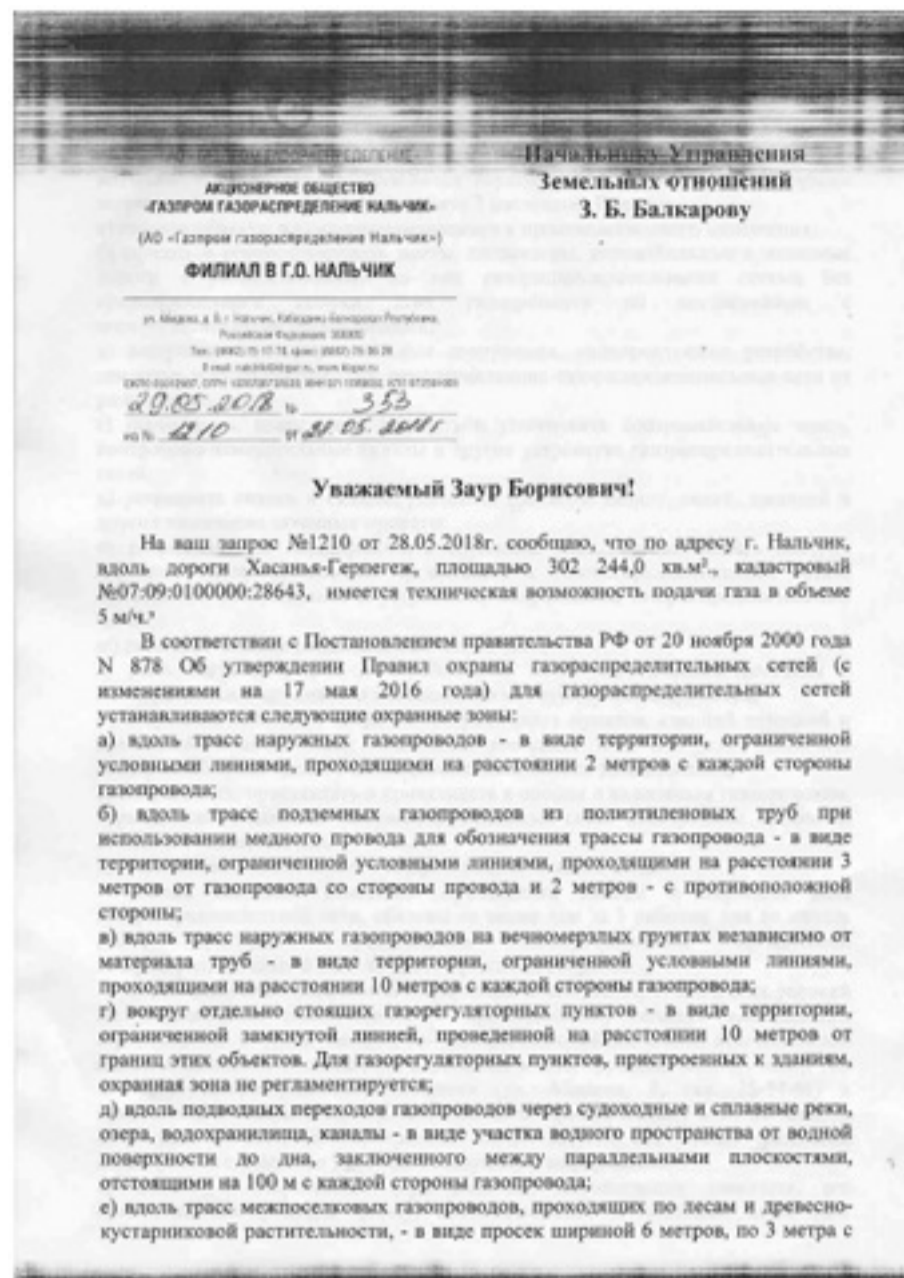 Начальнику Управления
Земельных отношений
З. Б. Балкарову
АКЦИОНЕРНОЕ ОБЩЕСТВО
«ГАЗПРОМ ГАЗОРАСПРЕДЕЛЕНИЕ НАЛЬЧИК»
(АО «Газпром газораспределение Нальчик»)
ФИЛИАЛ В Г.О. НАЛЬЧИК
29.05.2018 № 353
на № 1210 от 28.05.2018г
Уважаемый Заур Борисович!
На ваш запрос №1210 от 28.05.2018г. сообщаю, что по адресу г. Нальчик,
вдоль дороги Хасанья-Герпегеж, площадью 302 244,0 кв.м²., кадастровый
№07:09:0100000:28643, имеется техническая возможность подачи газа в объеме
5 м/ч.³
В соответствии с Постановлением правительства РФ от 20 ноября 2000 года
N 878 Об утверждении Правил охраны газораспределительных сетей (с
изменениями на 17 мая 2016 года) для газораспределительных сетей
устанавливаются следующие охранные зоны:
а) вдоль трасс наружных газопроводов - в виде территории, ограниченной
условными линиями, проходящими на расстоянии 2 метров с каждой стороны
газопровода;
б) вдоль трасс подземных газопроводов из полиэтиленовых труб при
использовании медного провода для обозначения трассы газопровода - в виде
территории, ограниченной условными линиями, проходящими на расстоянии 3
метров от газопровода со стороны провода и 2 метров - с противоположной
стороны;
в) вдоль трасс наружных газопроводов на вечномерзлых грунтах независимо от
материала труб - в виде территории, ограниченной условными линиями,
проходящими на расстоянии 10 метров с каждой стороны газопровода;
г) вокруг отдельно стоящих газорегуляторных пунктов - в виде территории,
ограниченной замкнутой линией, проведенной на расстоянии 10 метров от
границ этих объектов. Для газорегуляторных пунктов, пристроенных к зданиям,
охранная зона не регламентируется;
д) вдоль подводных переходов газопроводов через судоходные и сплавные реки,
озера, водохранилища, каналы - в виде участка водного пространства от водной
поверхности до дна, заключенного между параллельными плоскостями,
отстоящими на 100 м с каждой стороны газопровода;
е) вдоль трасс межпоселковых газопроводов, проходящих по лесам и древесно-
кустарниковой растительности, - в виде просек шириной 6 метров, по 3 метра с